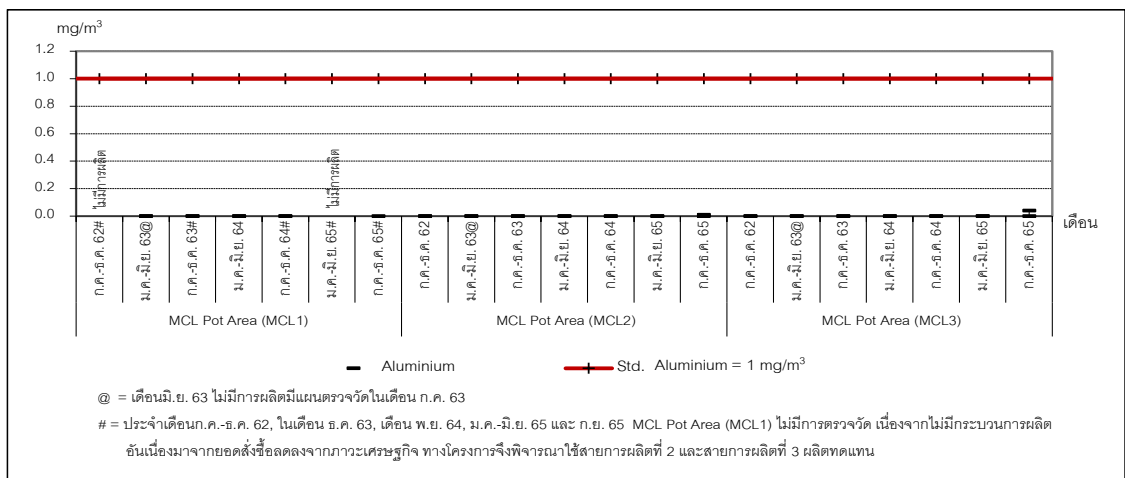 mg/m³
1.2
1.0
0.8
0.6
0.4
0.2
0.0
ไม่มีการผลิต
ไม่มีการผลิต
เดือน
ก.ค.-ธ.ค. 62#
ม.ค.-มิ.ย. 63@
ก.ค.-ธ.ค. 63#
ม.ค.-มิ.ย. 64
ก.ค.-ธ.ค. 64#
ม.ค.-มิ.ย. 65#
ก.ค.-ธ.ค. 65#
ก.ค.-ธ.ค. 62
ม.ค.-มิ.ย. 63@
ก.ค.-ธ.ค. 63
ม.ค.-มิ.ย. 64
ก.ค.-ธ.ค. 64
ม.ค.-มิ.ย. 65
ก.ค.-ธ.ค. 65
ก.ค.-ธ.ค. 62
ม.ค.-มิ.ย. 63@
ก.ค.-ธ.ค. 63
ม.ค.-มิ.ย. 64
ก.ค.-ธ.ค. 64
ม.ค.-มิ.ย. 65
ก.ค.-ธ.ค. 65
MCL Pot Area (MCL1) MCL Pot Area (MCL2) MCL Pot Area (MCL3)
Aluminium Std. Aluminium = 1 mg/m³
@ = เดือนมิ.ย. 63 ไม่มีการผลิตมีแผนตรวจวัดในเดือน ก.ค. 63
# = ประจำเดือนก.ค.-ธ.ค. 62, ในเดือน ธ.ค. 63, เดือน พ.ย. 64, ม.ค.-มิ.ย. 65 และ ก.ย. 65 MCL Pot Area (MCL1) ไม่มีการตรวจวัด เนื่องจากไม่มีกระบวนการผลิต
อันเนื่องมาจากยอดสั่งซื้อลดลงจากภาวะเศรษฐกิจ ทางโครงการจึงพิจารณาใช้สายการผลิตที่ 2 และสายการผลิตที่ 3 ผลิตทดแทน